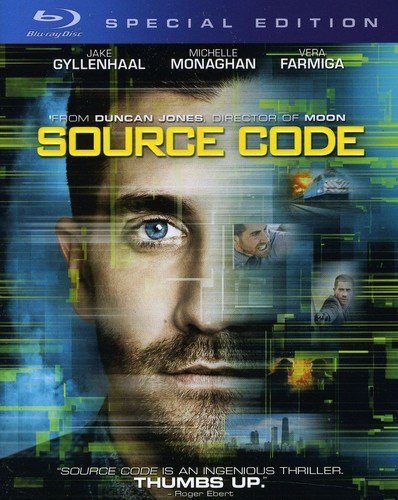 Blu-ray Disc
SPECIAL EDITION
JAKE MICHELLE VERA
GYLLENHAAL MONAGHAN FARMIGA
FROM DUNCAN JONES, DIRECTOR OF MOON
SOURCE CODE
"SOURCE CODE IS AN INGENIOUS THRILLER.
THUMBS UP."
- Roger Ebert